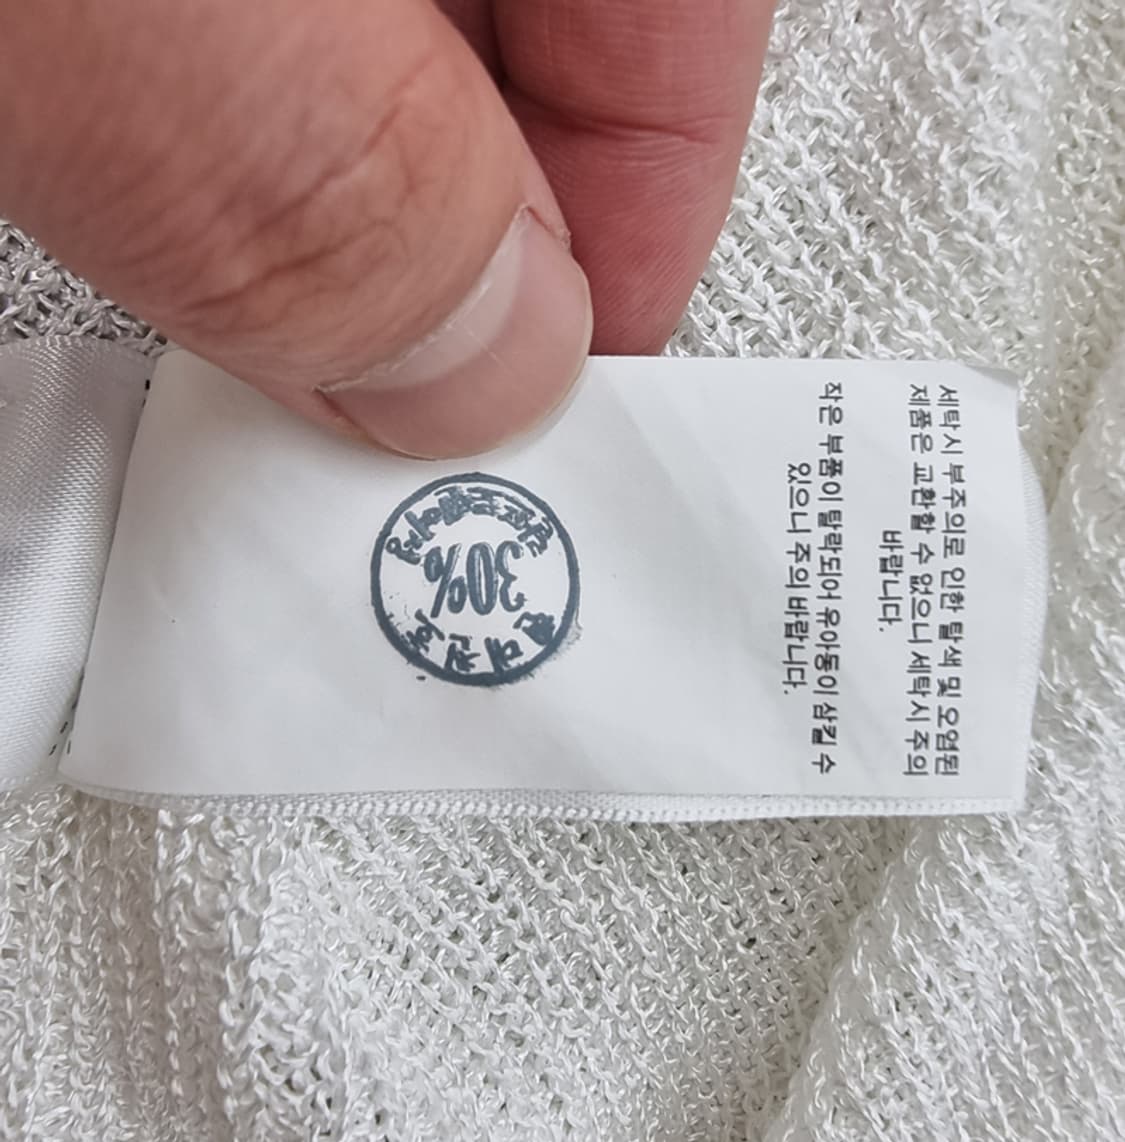 세탁시 부주의로 인한 탈색 및 오염된
제품은 교환할 수 없으니 세탁시 주의
바랍니다.
작은 부품이 탈락되어 유아동이 삼킬 수
있으니 주의 바랍니다.
30%